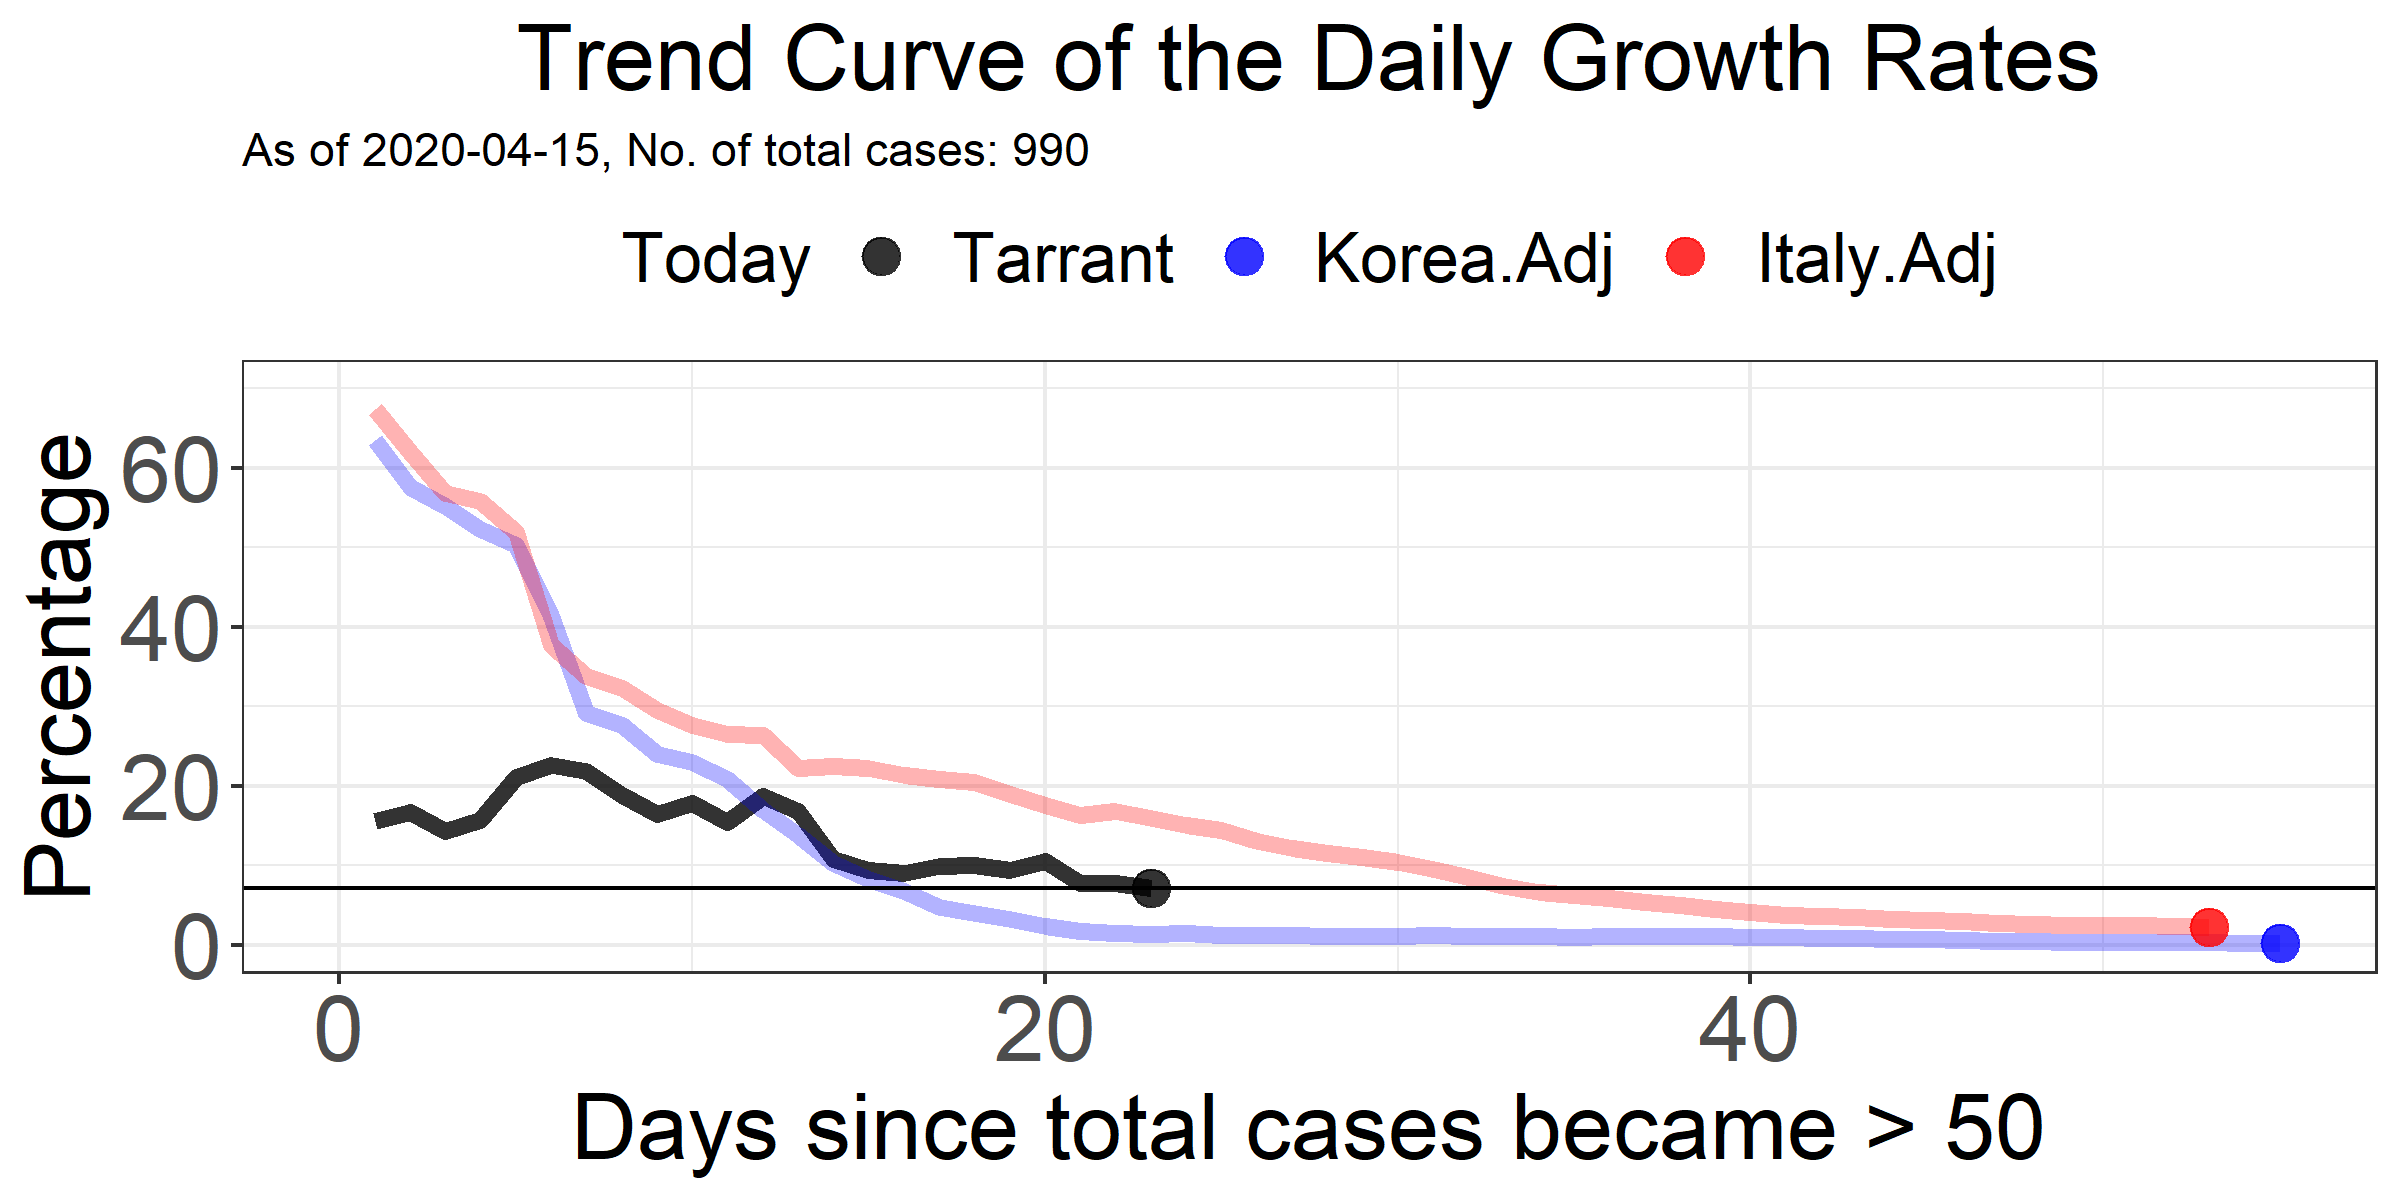 Trend Curve of the Daily Growth Rates
As of 2020-04-15, No. of total cases: 990
Today Tarrant Korea.Adj Italy.Adj
Percentage
60
40
20
0
0 20 40
Days since total cases became > 50